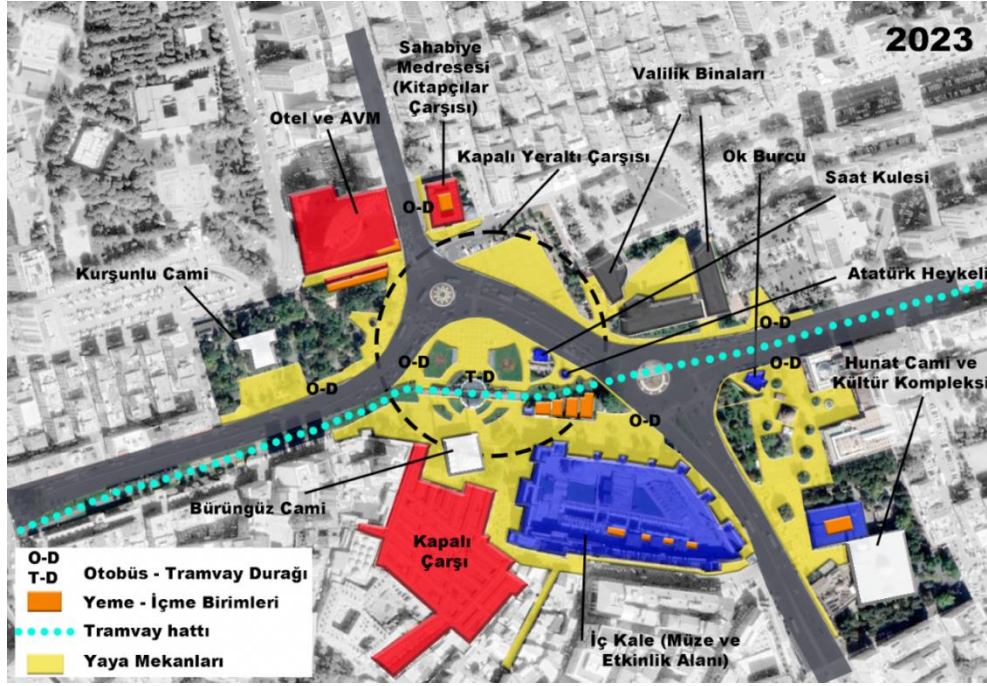 2023
Sahabiye
Medresesi
(Kitapçılar
Çarşısı)
Otel ve AVM
Valilik Binaları
Kapalı Yeraltı Çarşısı
Ok Burcu
Saat Kulesi
O-D
Kurşunlu Cami
Atatürk Heykeli
O-D
O-D
O-D
Hunat Cami ve
Kültür Kompleksi
T-D
O-D
O-D
Bürüngüz Cami
Kapalı
Çarşı
İç Kale (Müze ve
Etkinlik Alanı)
O-D
T-D
Otobüs - Tramvay Durağı
Yeme - İçme Birimleri
Tramvay hattı
Yaya Mekanları